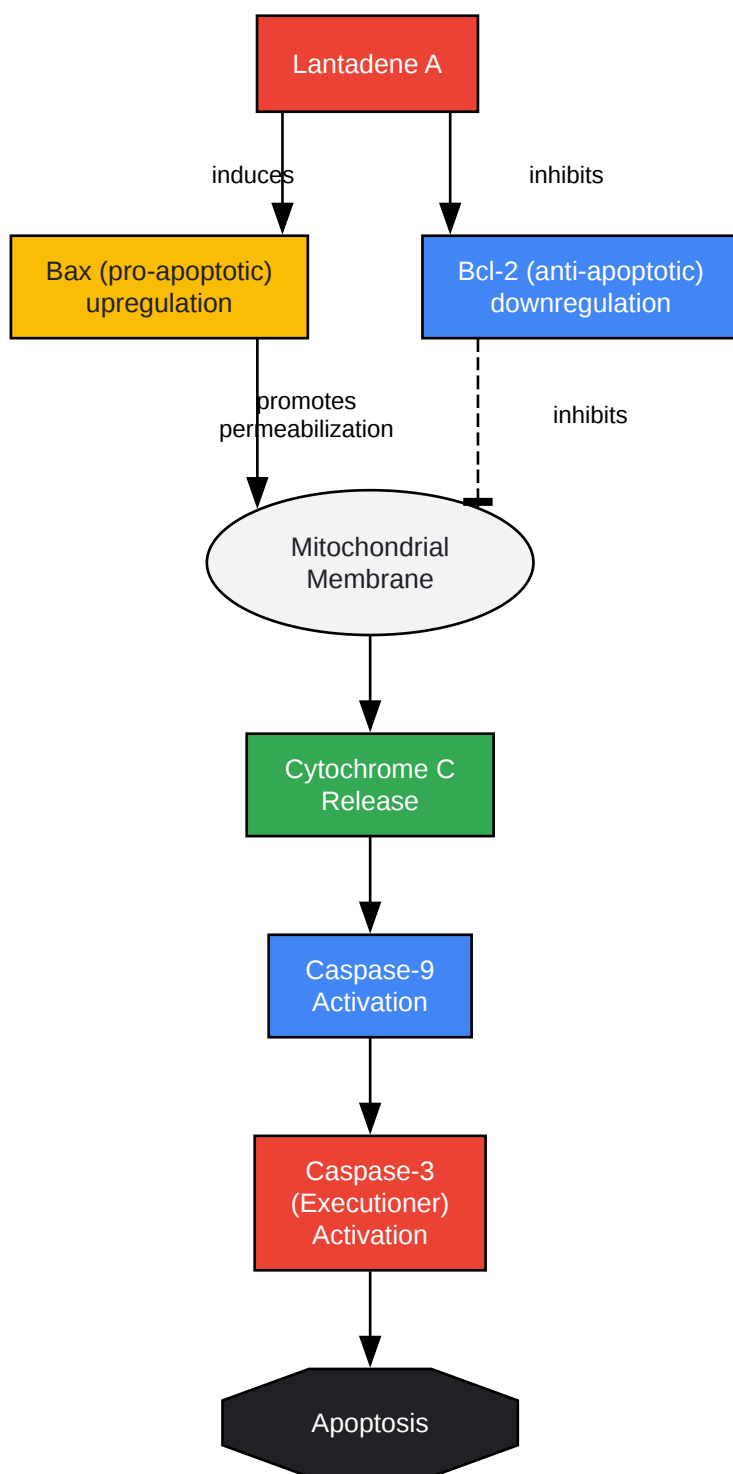 Lantadene A
induces
inhibits
Bax (pro-apoptotic)
upregulation
Bcl-2 (anti-apoptotic)
downregulation
promotes
permeabilization
inhibits
Mitochondrial
Membrane
Cytochrome C
Release
Caspase-9
Activation
Caspase-3
(Executioner)
Activation
Apoptosis